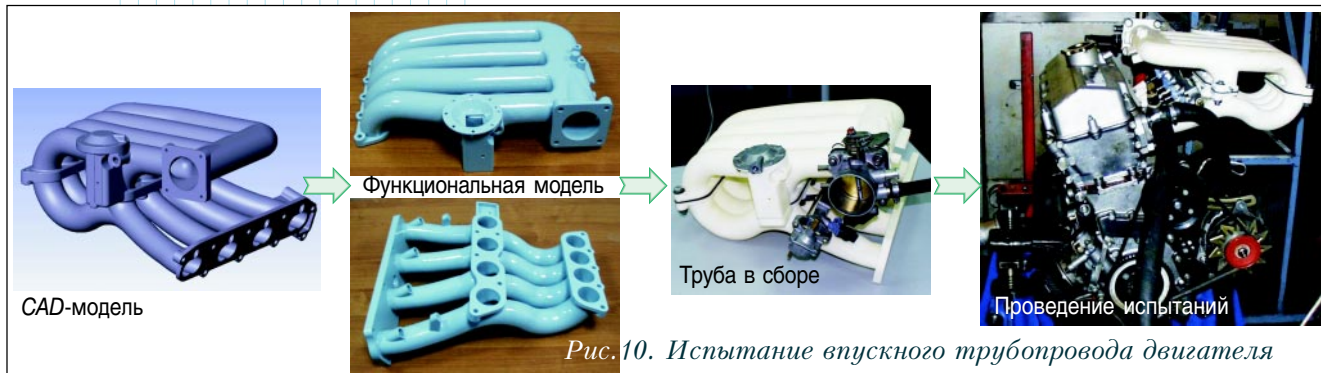 CAD-модель
Функциональная модель
Труба в сборе
Проведение испытаний
Рис.10. Испытание впускного трубопровода двигателя